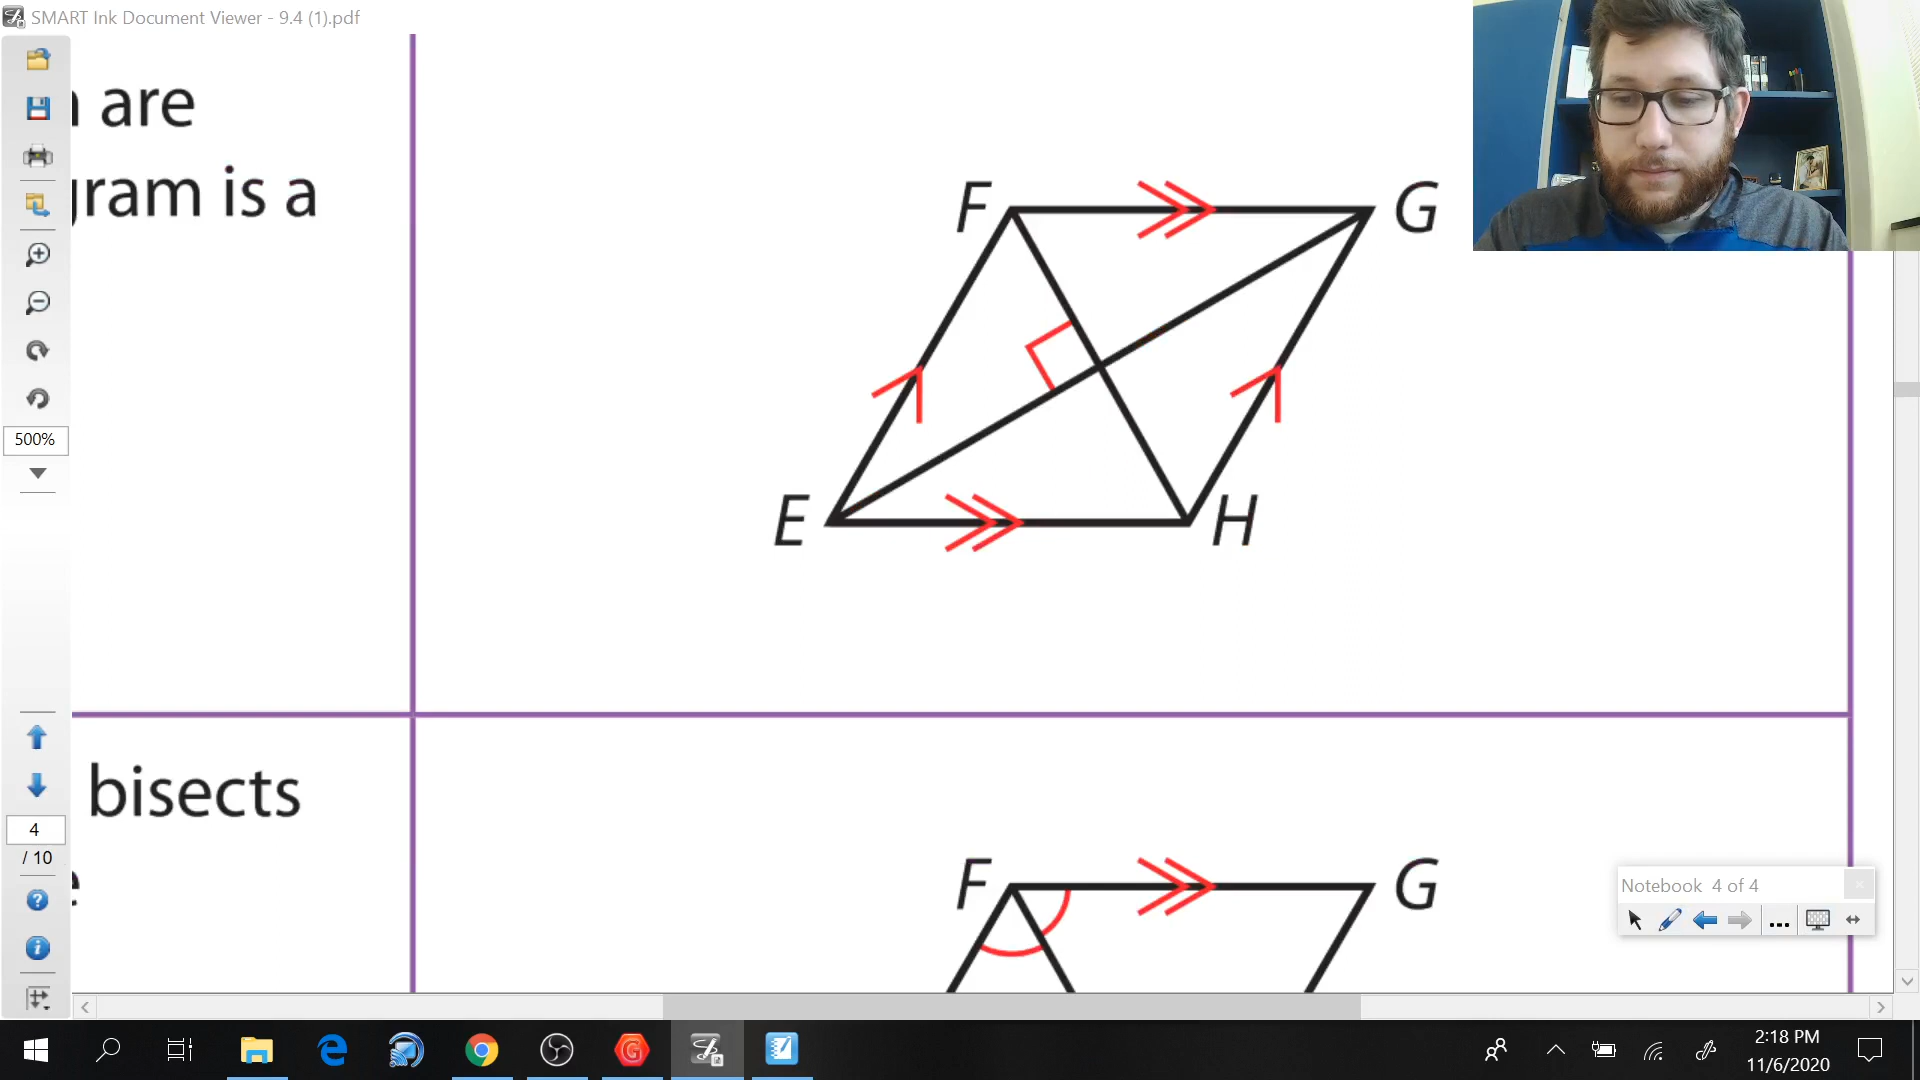 SMART Ink Document Viewer - 9.4 (1).pdf
are
gram is a
F
G
E
H
500%
bisects
4
/ 10
F
G
Notebook 4 of 4
2:18 PM
11/6/2020